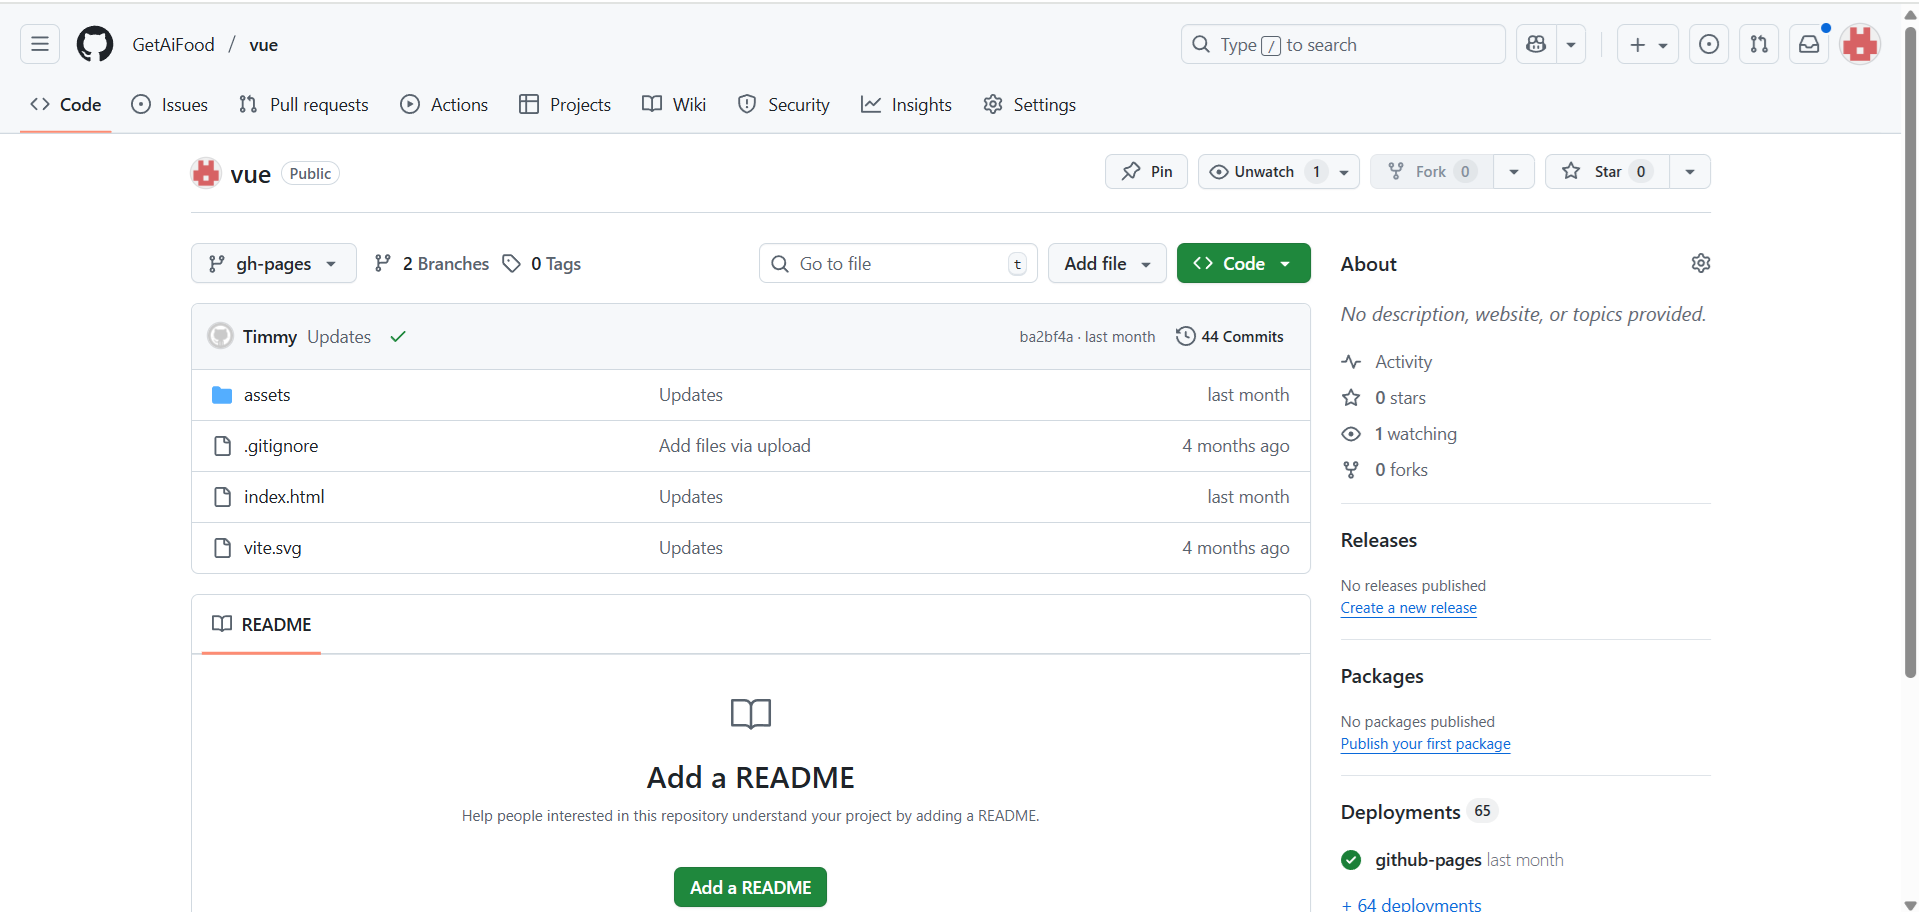 GetAiFood / vue
Type / to search
Code
Issues
Pull requests
Actions
Projects
Wiki
Security
Insights
Settings
vue Public
Pin
Unwatch 1
Fork 0
Star 0
gh-pages
2 Branches
0 Tags
Go to file t
Add file
Code
Timmy Updates
ba2bf4a · last month
44 Commits
assets Updates last month
.gitignore Add files via upload 4 months ago
index.html Updates last month
vite.svg Updates 4 months ago
README
Add a README
Help people interested in this repository understand your project by adding a README.
Add a README
About
No description, website, or topics provided.
Activity
0 stars
1 watching
0 forks
Releases
No releases published
Create a new release
Packages
No packages published
Publish your first package
Deployments 65
github-pages last month
+ 64 deployments